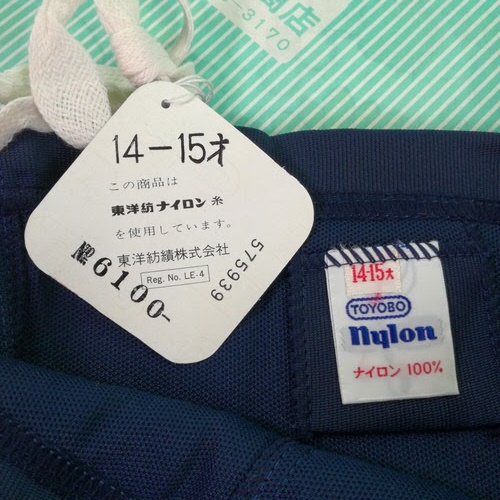 商店
-3170
14-15才
この商品は
東洋紡ナイロン糸
を使用しています。
東洋紡績株式会社
Reg. No. LE-4
№6100-
575939
14-15才
TOYOBO
nylon
ナイロン 100%